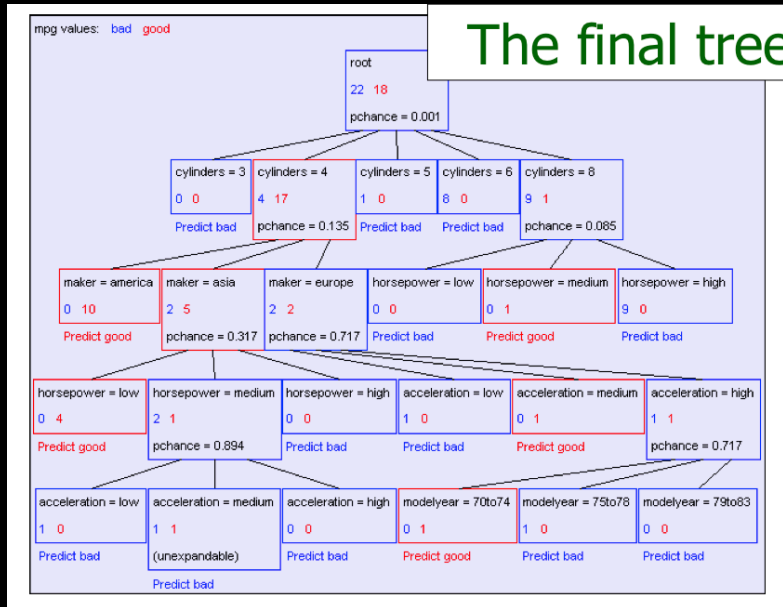 mpg values: bad good
The final tree
root
22 18
pchance = 0.001
cylinders = 3
0 0
Predict bad
cylinders = 4
4 17
pchance = 0.135
cylinders = 5
1 0
Predict bad
cylinders = 6
8 0
Predict bad
cylinders = 8
9 1
pchance = 0.085
maker = america
0 10
Predict good
maker = asia
2 5
pchance = 0.317
maker = europe
2 2
pchance = 0.717
horsepower = low
0 0
Predict bad
horsepower = medium
0 1
Predict good
horsepower = high
9 0
Predict bad
horsepower = low
0 4
Predict good
horsepower = medium
2 1
pchance = 0.894
horsepower = high
0 0
Predict bad
acceleration = low
1 0
Predict bad
acceleration = medium
0 1
Predict good
acceleration = high
1 1
pchance = 0.717
acceleration = low
1 0
Predict bad
acceleration = medium
1 1
(unexpandable)
Predict bad
acceleration = high
0 0
Predict bad
modelyear = 70to74
0 1
Predict good
modelyear = 75to78
1 0
Predict bad
modelyear = 79to83
0 0
Predict bad